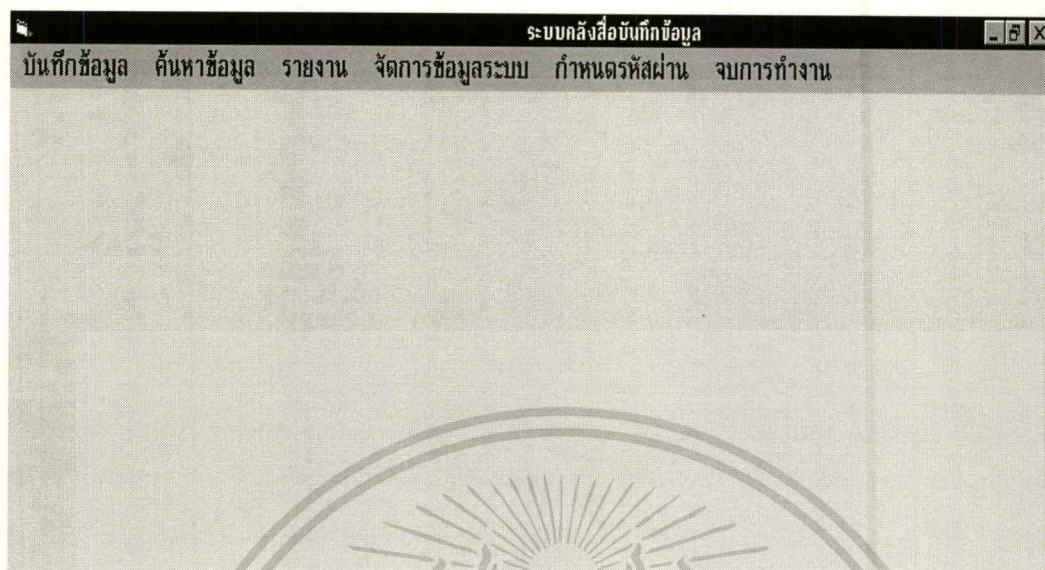 ระบบคลังสื่อบันทึกข้อมูล
บันทึกข้อมูล ค้นหาข้อมูล รายงาน จัดการข้อมูลระบบ กำหนดรหัสผ่าน จบการทำงาน